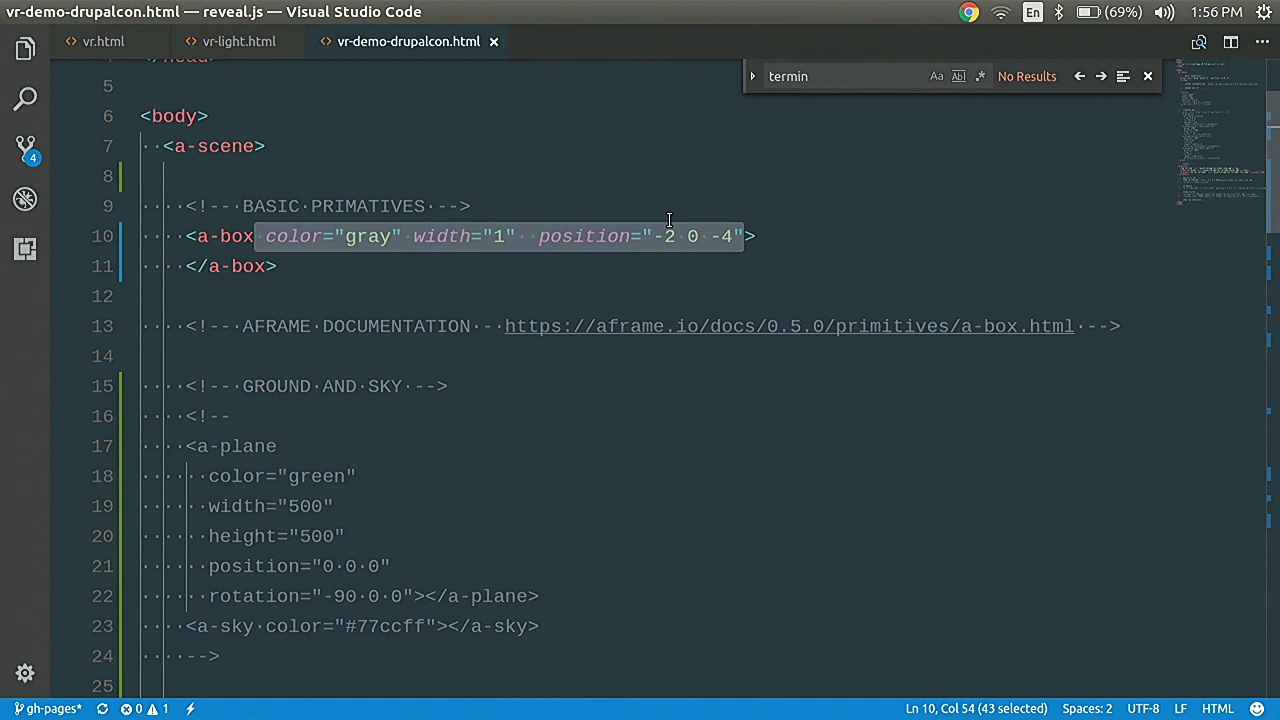 vr-demo-drupalcon.html — reveal.js — Visual Studio Code
En
(69%)
1:56 PM
vr.html
vr-light.html
vr-demo-drupalcon.html
termin
Aa
Abl
.*
No Results
5
6 <body>
7 ··<a-scene>
8
9 ····<!--·BASIC·PRIMATIVES·-->
10 ····<a-box·color="gray"·width="1"··position="-2·0·-4">
11 ····</a-box>
12
13 ····<!--·AFRAME·DOCUMENTATION·-·https://aframe.io/docs/0.5.0/primitives/a-box.html·-->
14
15 ····<!--·GROUND·AND·SKY·-->
16 ····<!--
17 ····<a-plane
18 ······color="green"
19 ······width="500"
20 ······height="500"
21 ······position="0·0·0"
22 ······rotation="-90·0·0"></a-plane>
23 ····<a-sky·color="#77ccff"></a-sky>
24 ····-->
25
4
gh-pages*
0
1
Ln 10, Col 54 (43 selected)
Spaces: 2
UTF-8
LF
HTML